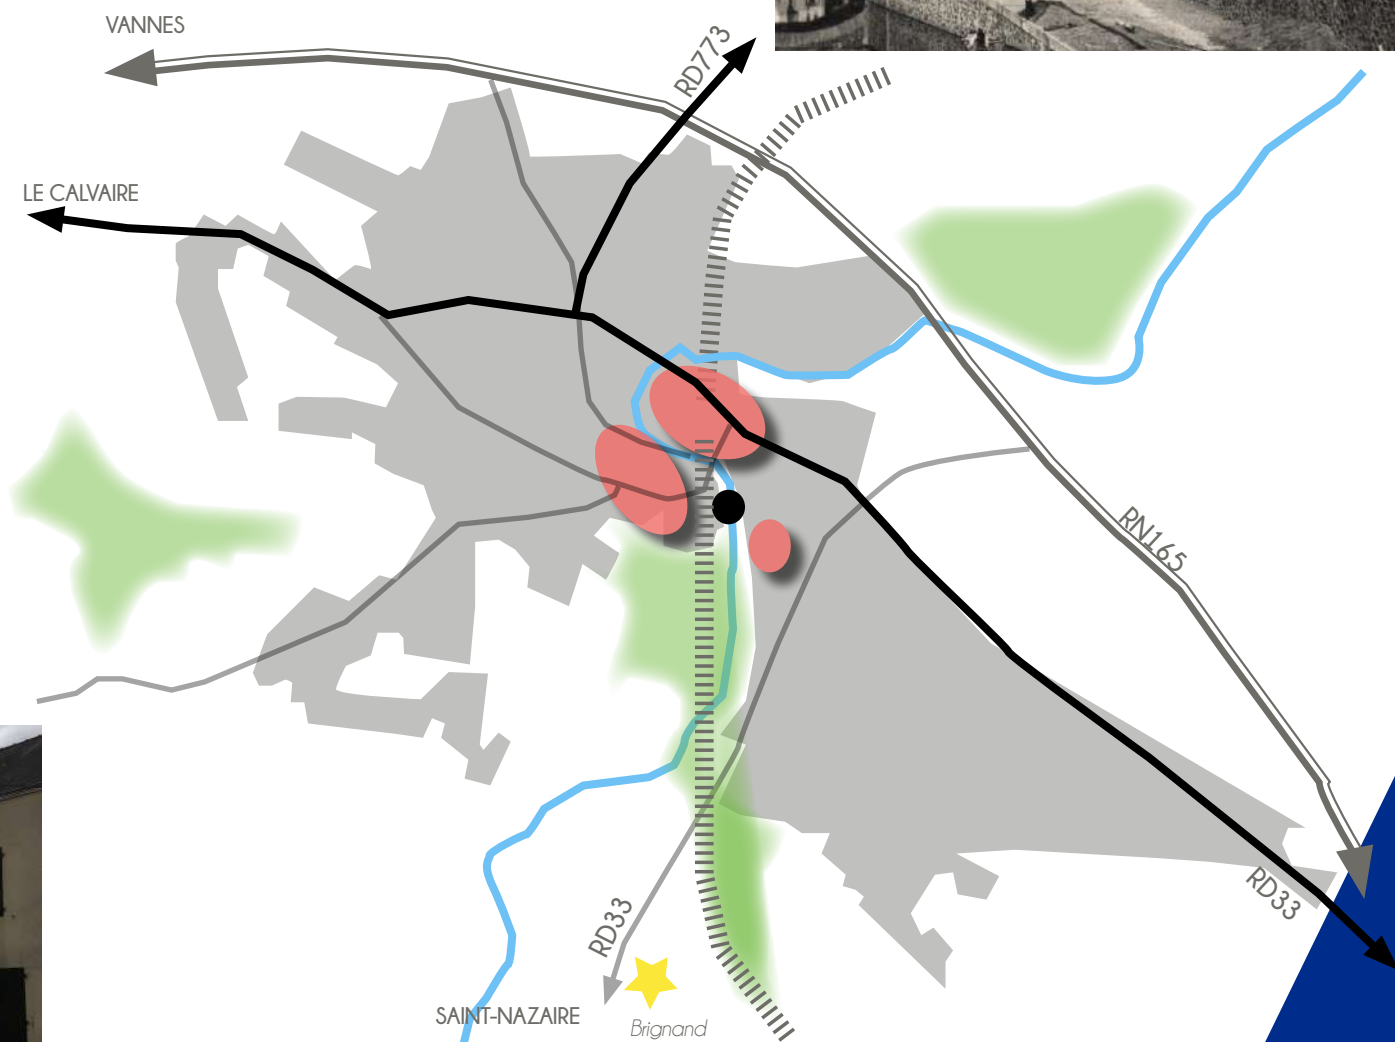 VANNES
RD773
LE CALVAIRE
RN165
RD33
RD33
SAINT-NAZAIRE
Brignand